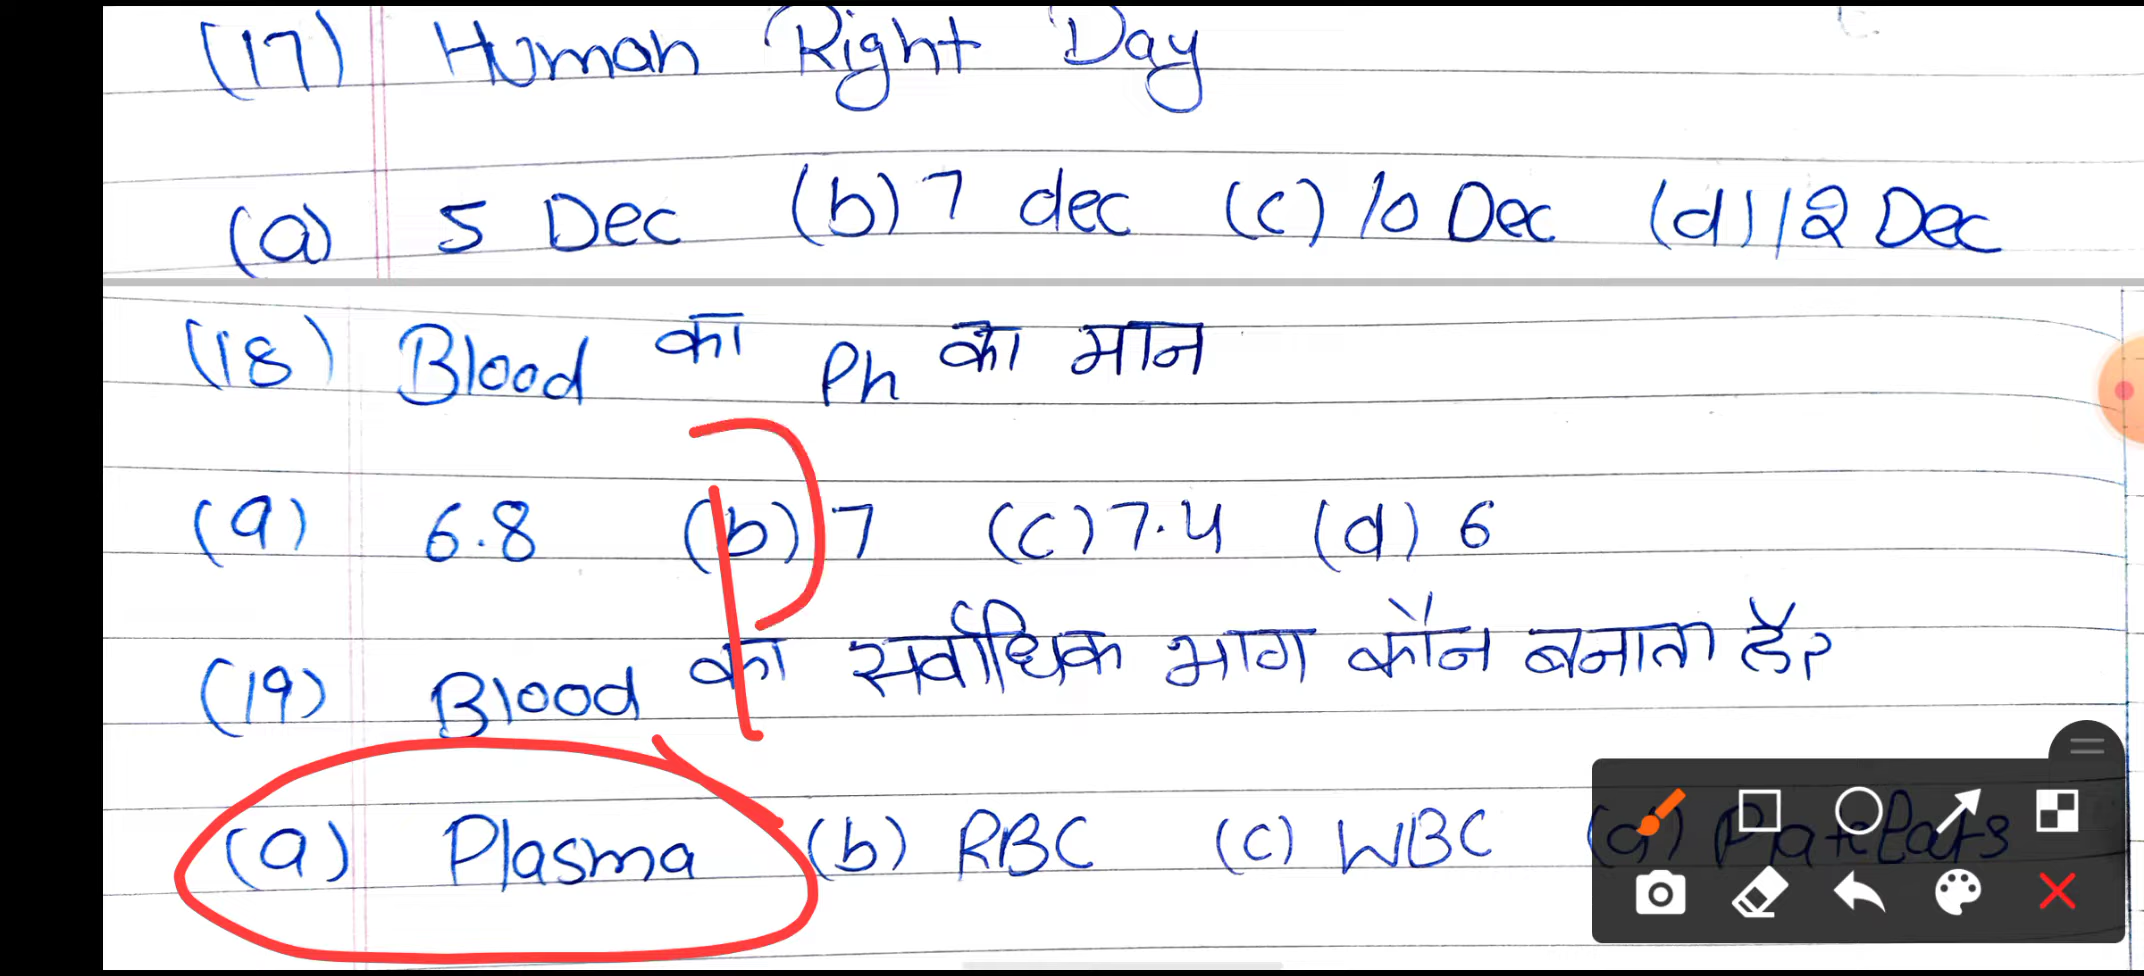 (17) Human Right Day
(a) 5 Dec (b) 7 dec (c) 10 Dec (d) 12 Dec
(18) Blood का Ph का मान
(a) 6.8 (b) 7 (c) 7.4 (d) 6
(19) Blood का सर्वाधिक भाग कौन बनाता है?
(a) Plasma (b) RBC (c) WBC (d)